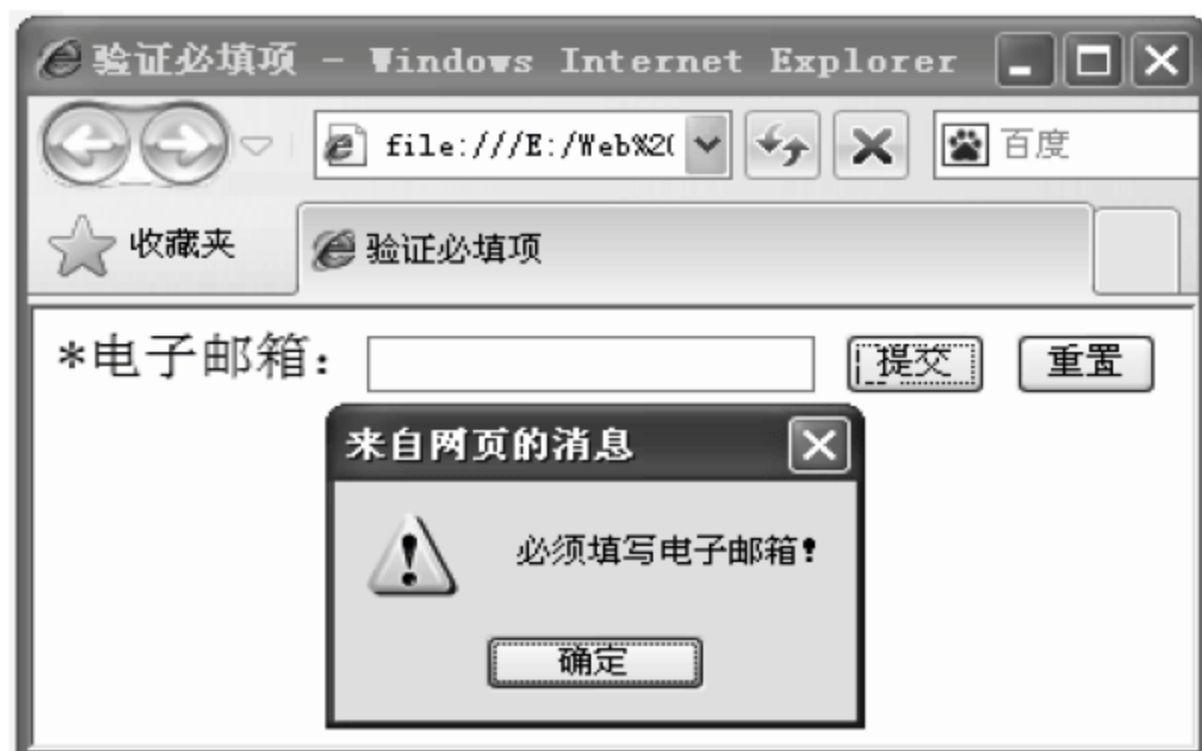 验证必填项 - Windows Internet Explorer
file:///E:/Web%20
百度
收藏夹
验证必填项
*电子邮箱：
提交
重置
来自网页的消息
必须填写电子邮箱!
确定